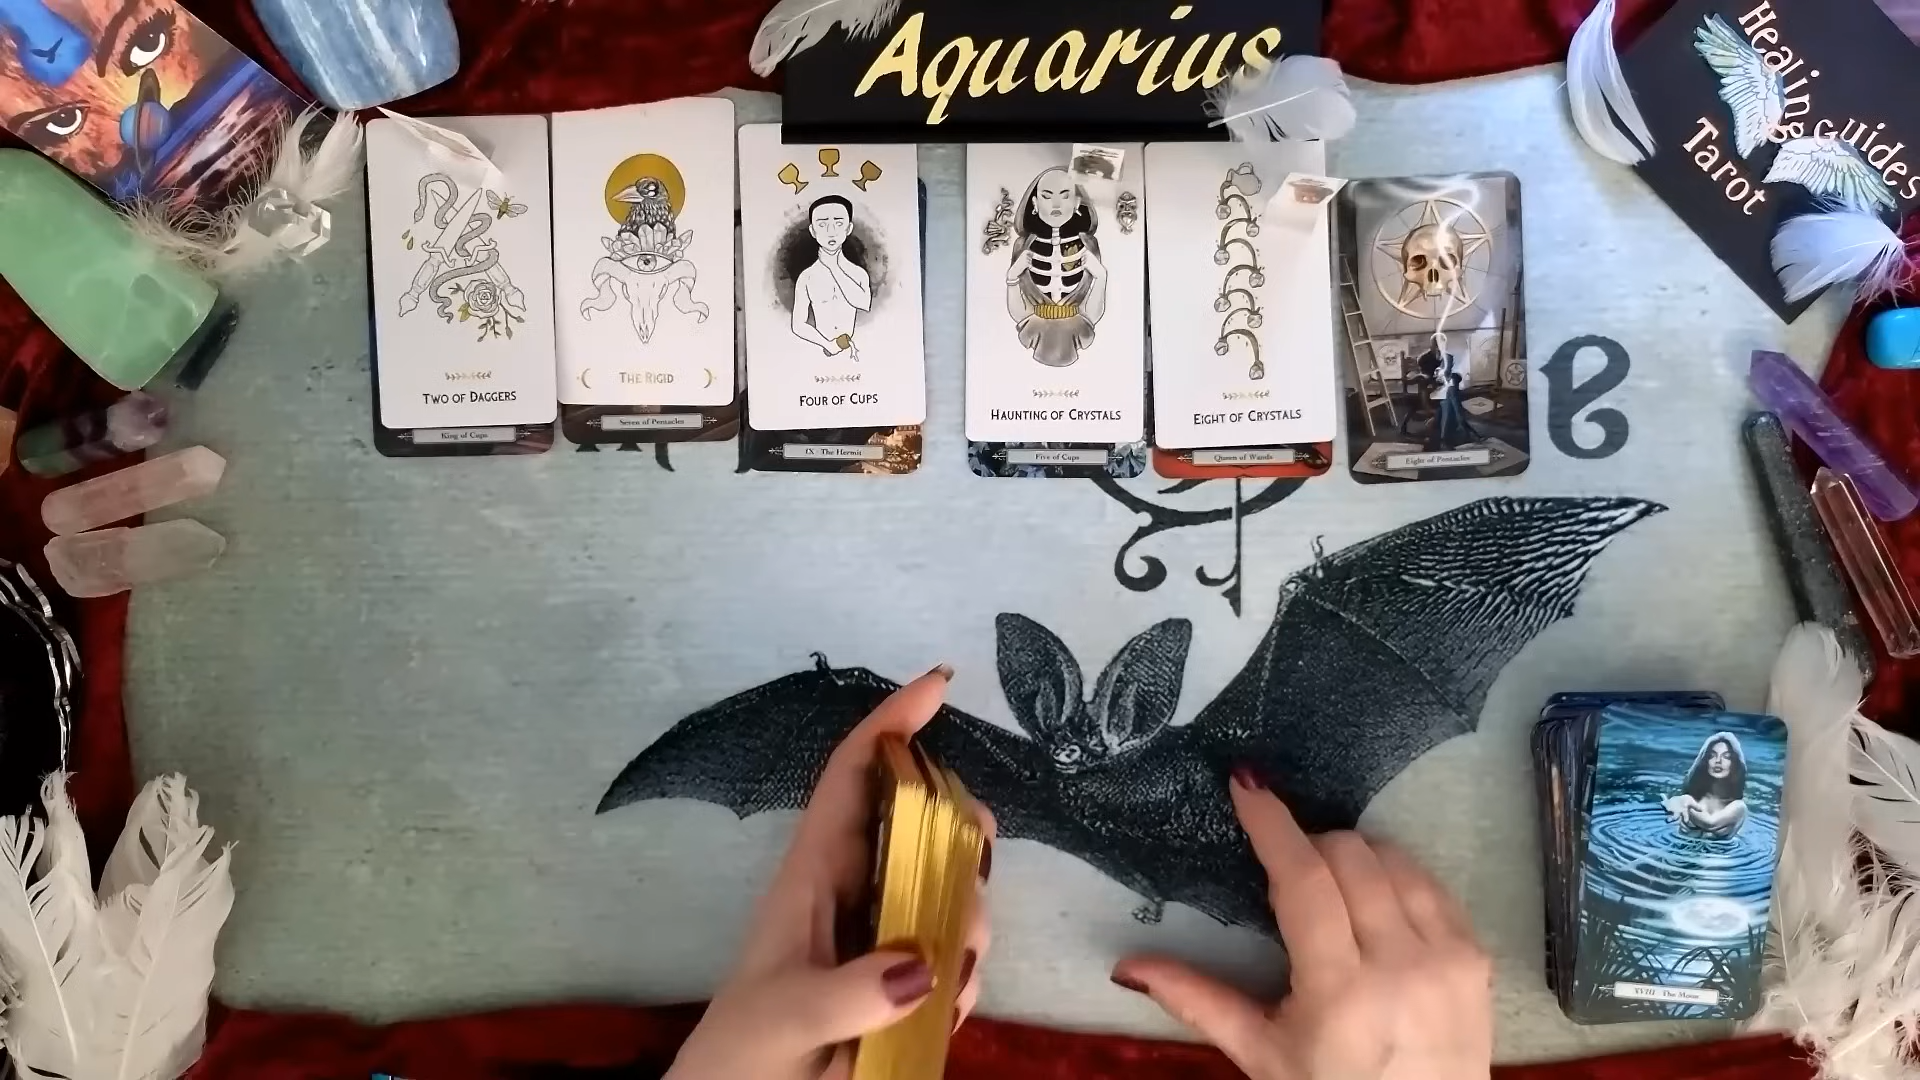 Aquarius
Healing Guides
Tarot
TWO OF DAGGERS
King of Cups
THE RIGID
Seven of Pentacles
FOUR OF CUPS
IX · The Hermit
HAUNTING OF CRYSTALS
Five of Cups
EIGHT OF CRYSTALS
Queen of Wands
Eight of Pentacles
XVIII · The Moon